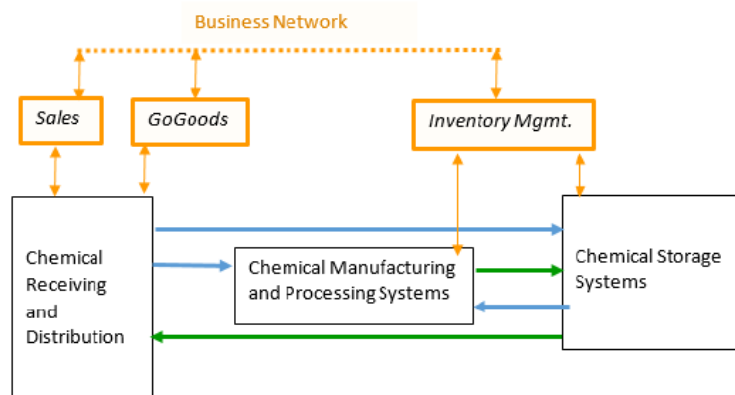 Business Network
Sales
GoGoods
Inventory Mgmt.
Chemical
Receiving
and
Distribution
Chemical Manufacturing
and Processing Systems
Chemical Storage
Systems